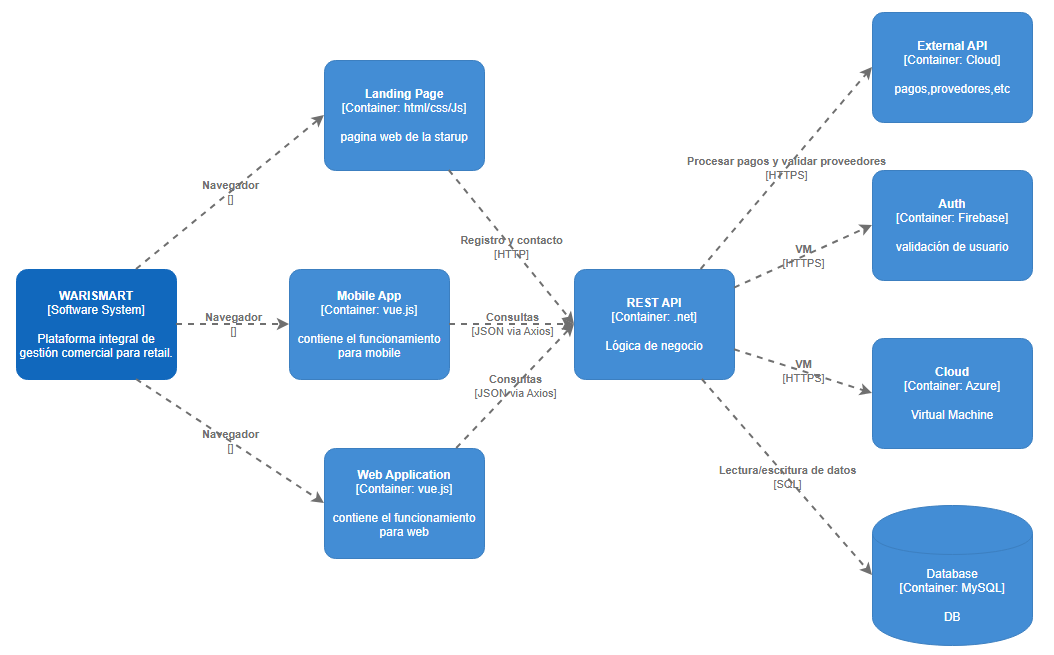 External API
[Container: Cloud]
pagos,provedores,etc
Landing Page
[Container: html/css/Js]
pagina web de la starup
Procesar pagos y validar proveedores
[HTTPS]
Navegador
[]
Auth
[Container: Firebase]
validación de usuario
Registro y contacto
[HTTP]
VM
[HTTPS]
WARISMART
[Software System]
Plataforma integral de
gestión comercial para retail.
Navegador
[]
Mobile App
[Container: vue.js]
contiene el funcionamiento
para mobile
Consultas
[JSON via Axios]
REST API
[Container: .net]
Lógica de negocio
VM
[HTTPS]
Cloud
[Container: Azure]
Virtual Machine
Consultas
[JSON via Axios]
Navegador
[]
Web Application
[Container: vue.js]
contiene el funcionamiento
para web
Lectura/escritura de datos
[SQL]
Database
[Container: MySQL]
DB